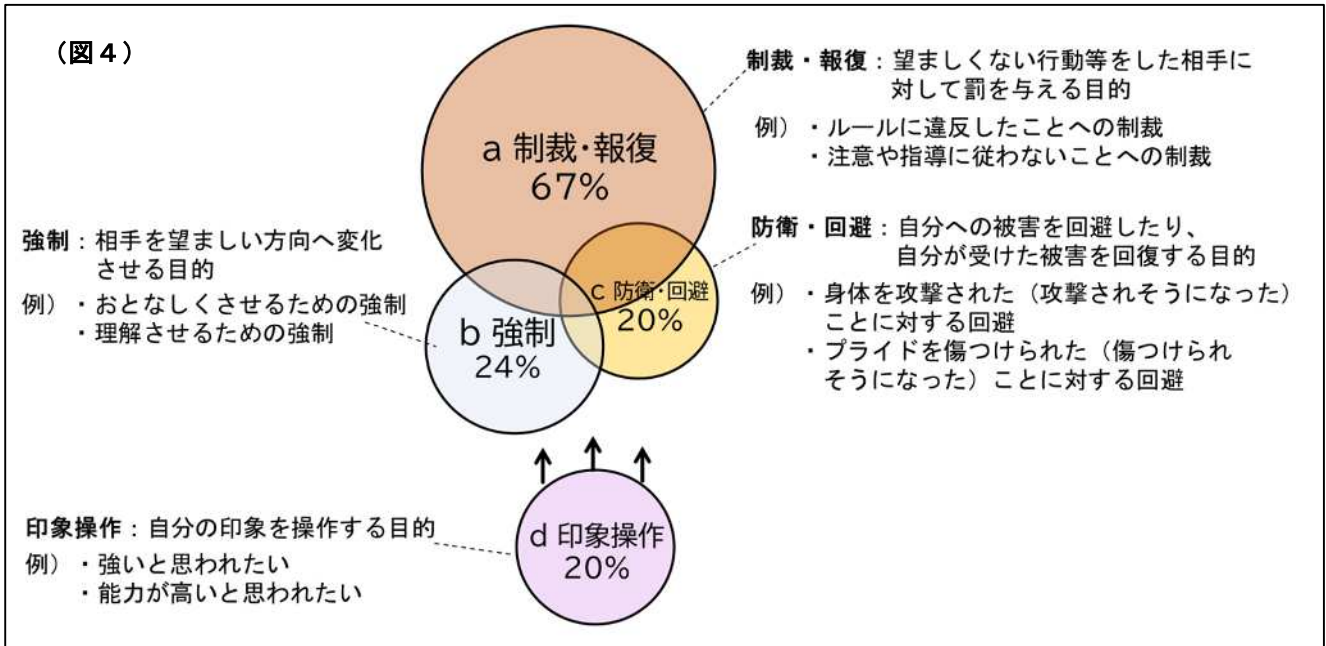 (図4)
a 制裁・報復
67%
制裁・報復:望ましくない行動等をした相手に
対して罰を与える目的
例)・ルールに違反したことへの制裁
・注意や指導に従わないことへの制裁
強制:相手を望ましい方向へ変化
させる目的
例)・おとなしくさせるための強制
・理解させるための強制
b 強制
24%
c 防衛・回避
20%
防衛・回避:自分への被害を回避したり、
自分が受けた被害を回復する目的
例)・身体を攻撃された(攻撃されそうになった)
ことに対する回避
・プライドを傷つけられた(傷つけられ
そうになった)ことに対する回避
印象操作:自分の印象を操作する目的
例)・強いと思われたい
・能力が高いと思われたい
d 印象操作
20%